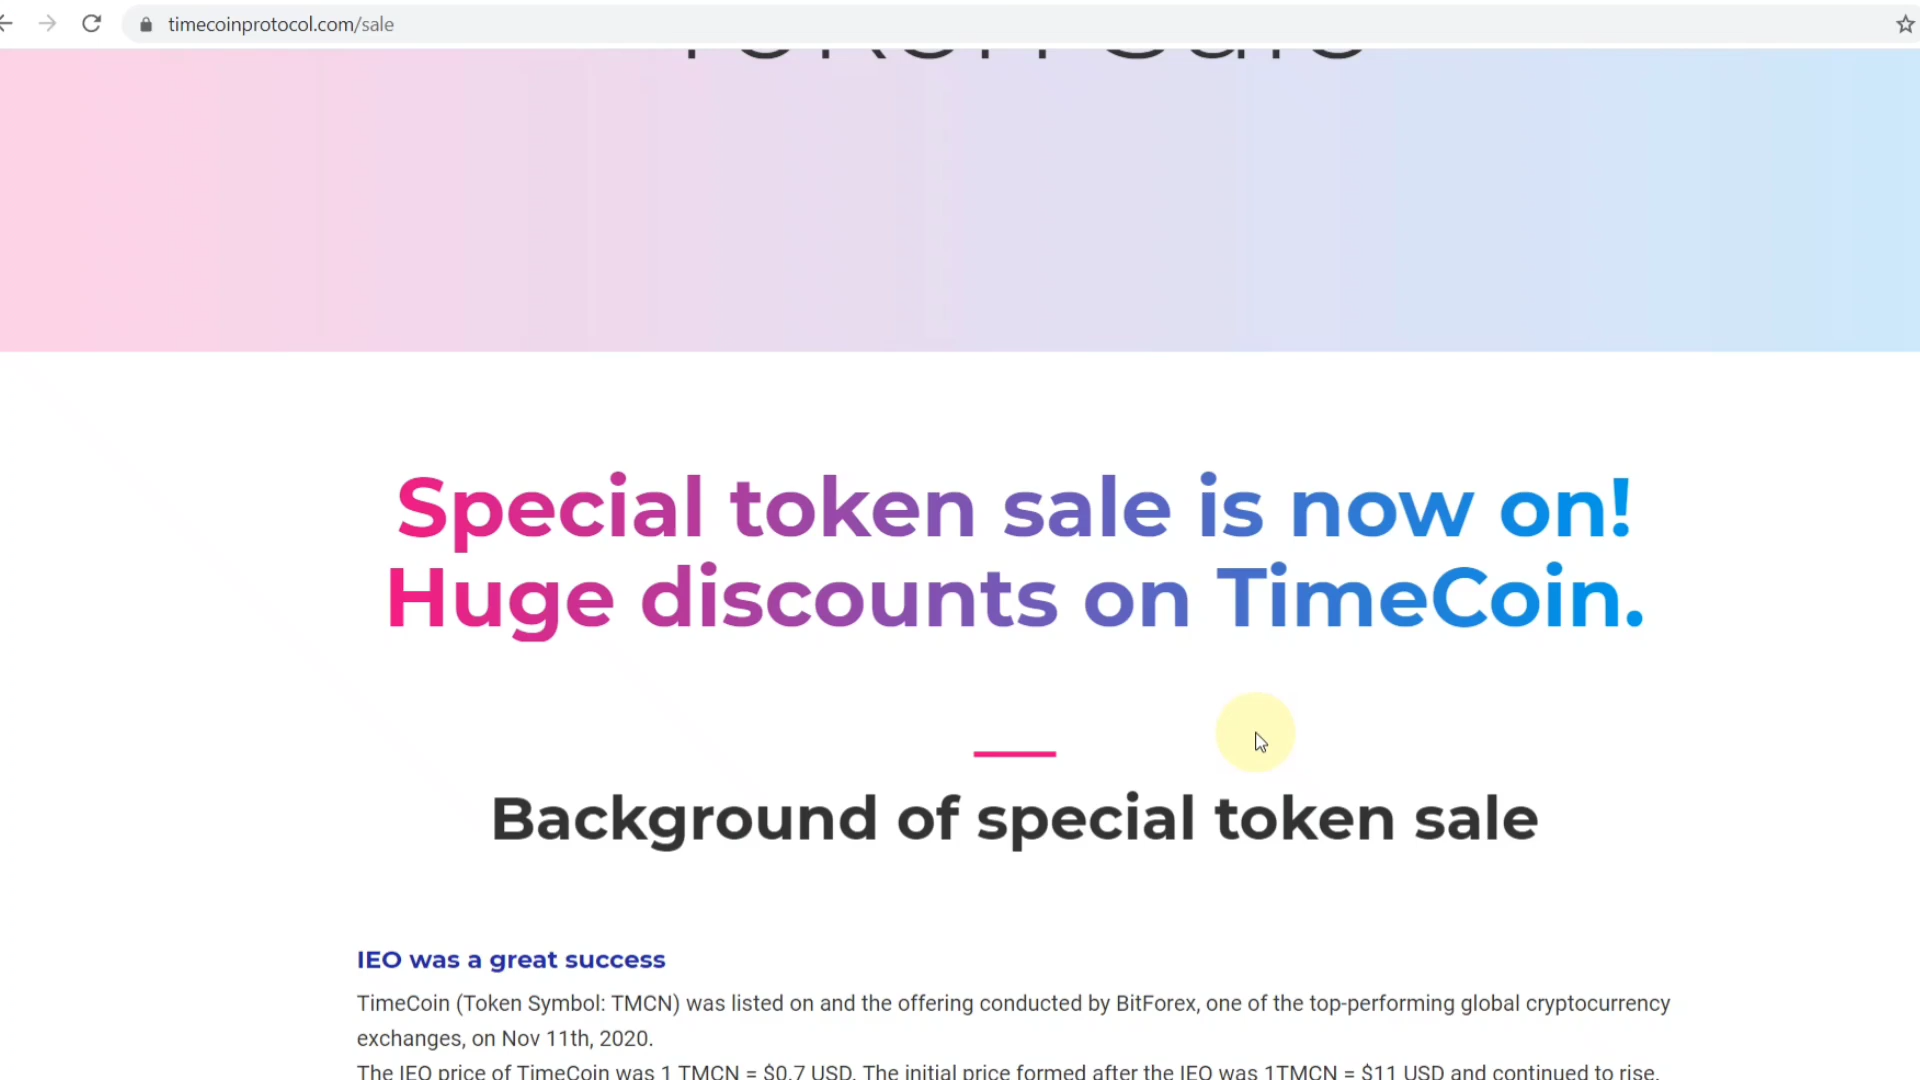 timecoinprotocol.com/sale
Token Sale
Special token sale is now on!
Huge discounts on TimeCoin.
Background of special token sale
IEO was a great success
TimeCoin (Token Symbol: TMCN) was listed on and the offering conducted by BitForex, one of the top-performing global cryptocurrency
exchanges, on Nov 11th, 2020.
The IEO price of TimeCoin was 1 TMCN = $0.7 USD. The initial price formed after the IEO was 1TMCN = $11 USD and continued to rise.